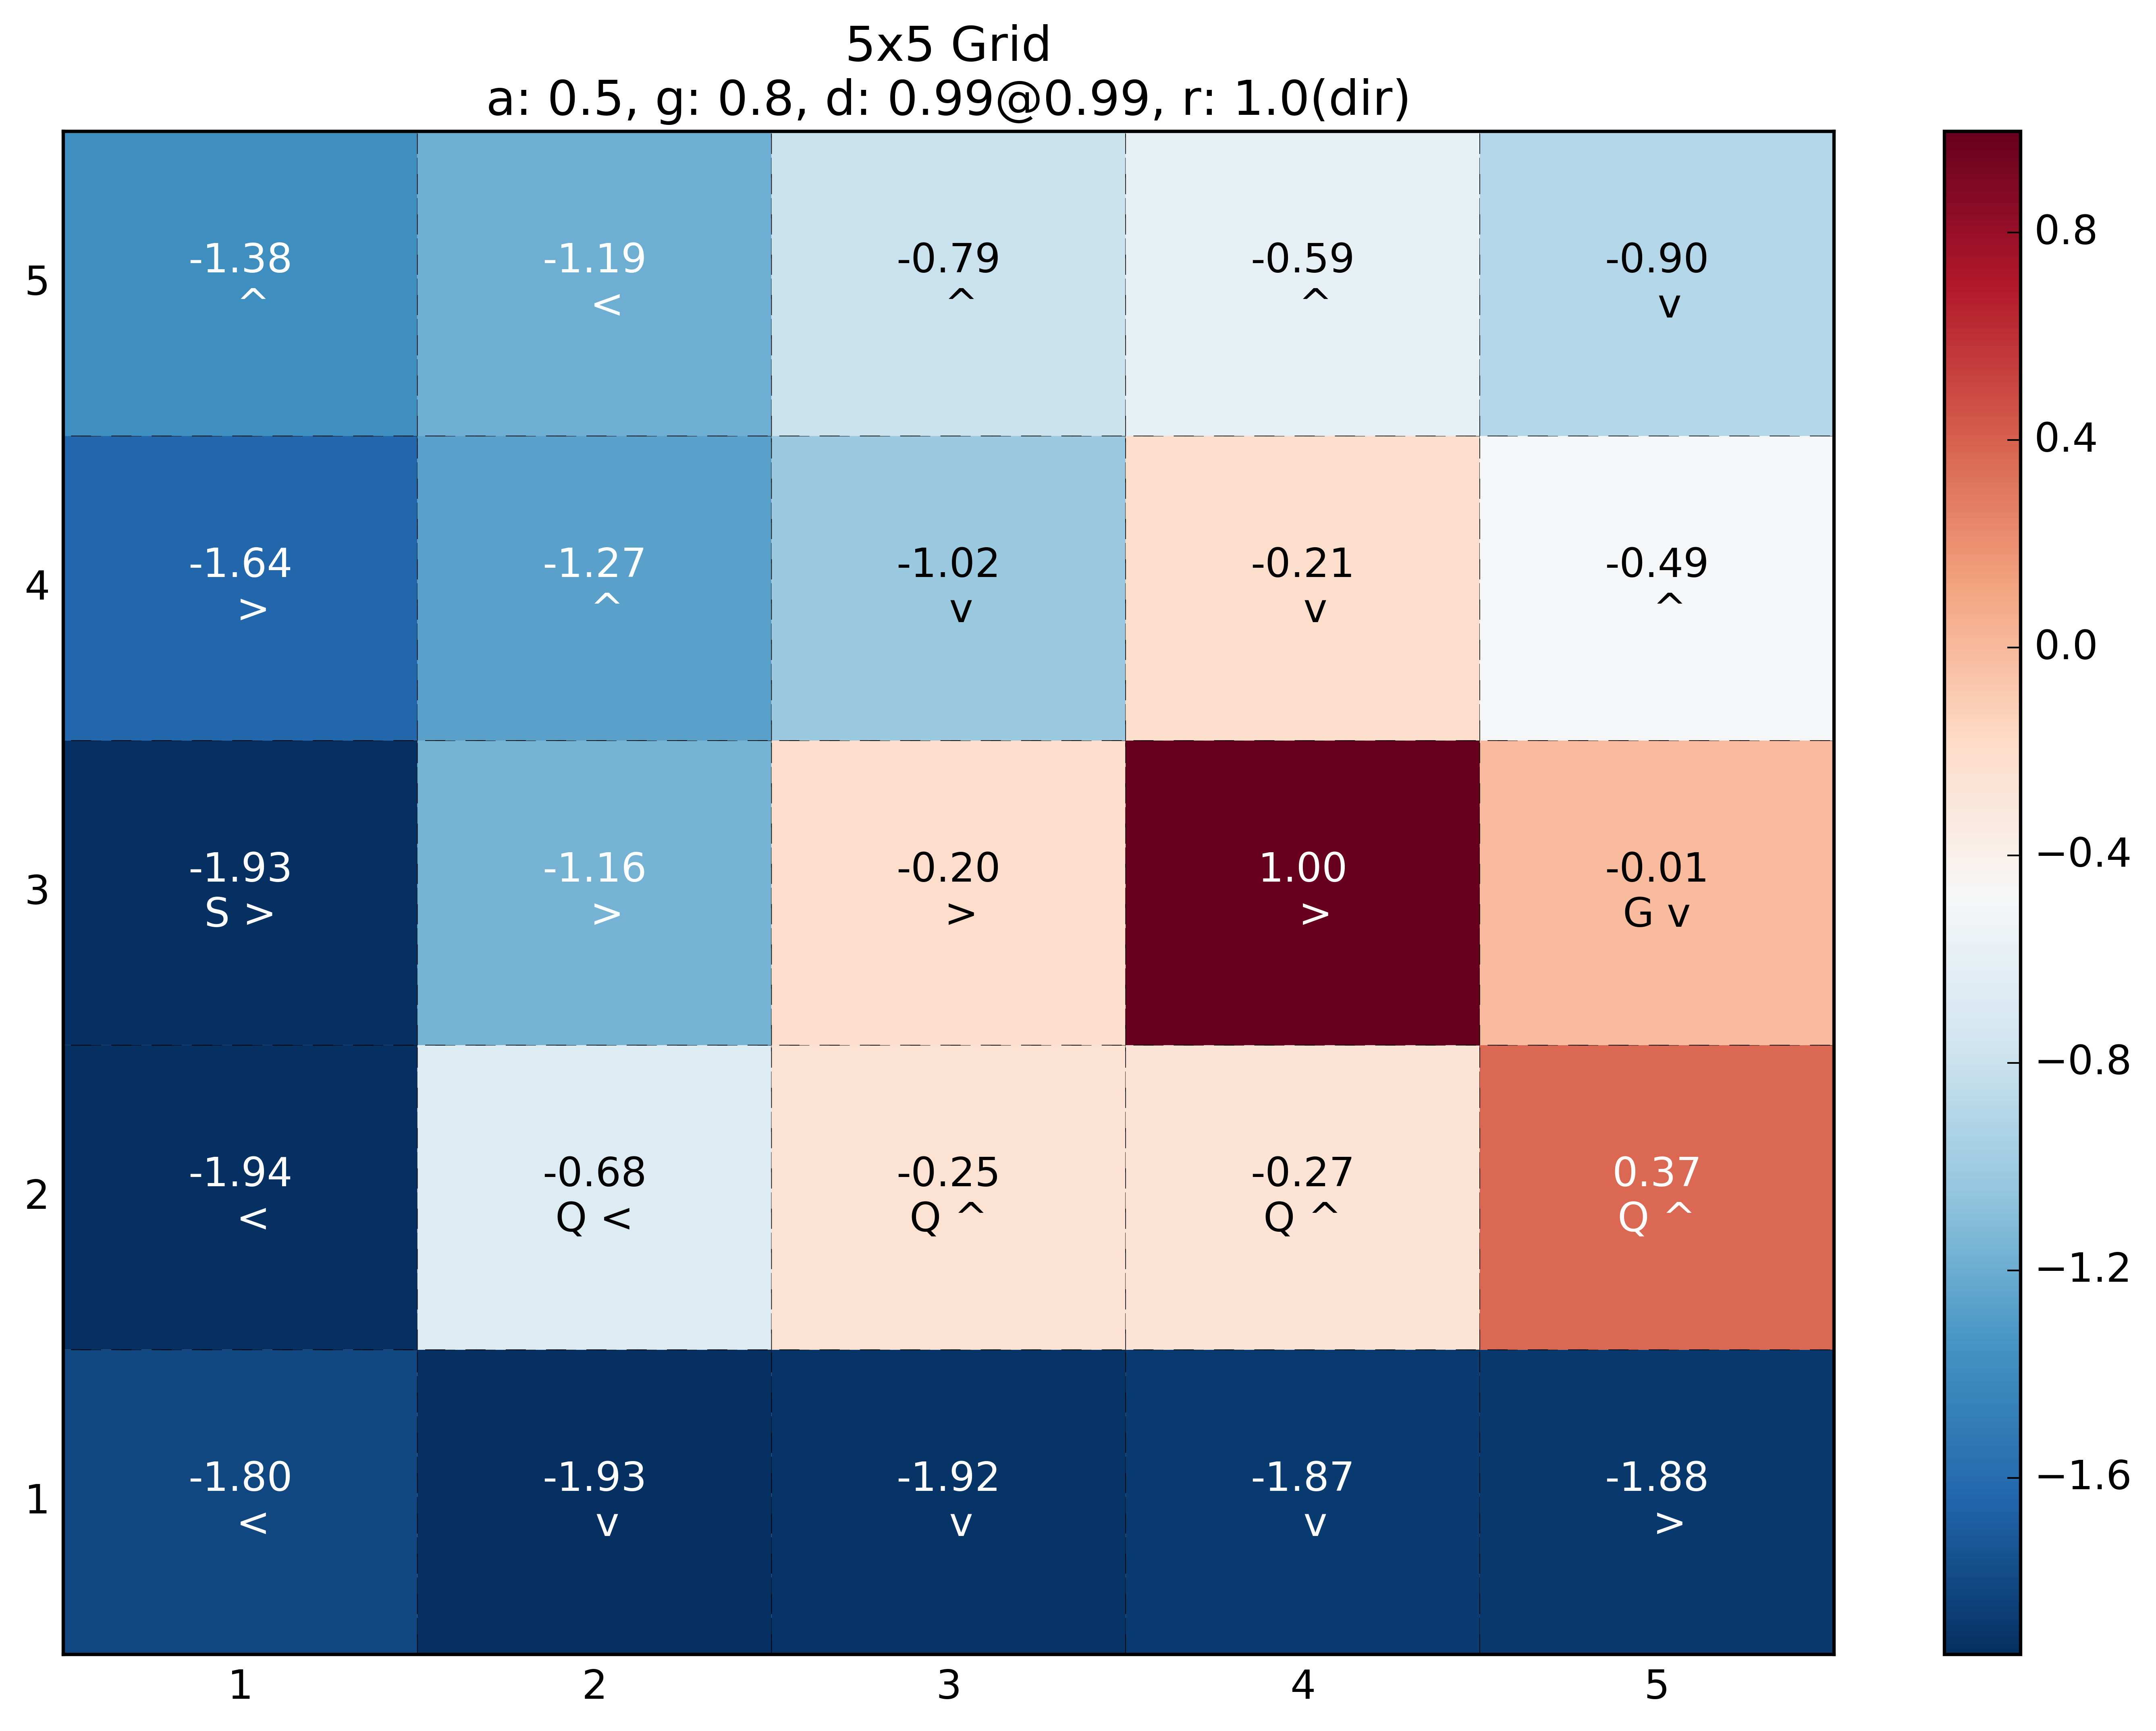 5x5 Grid
a: 0.5, g: 0.8, d: 0.99@0.99, r: 1.0(dir)
5
-1.38 -1.19 -0.79 -0.59 -0.90
^ < ^ ^ v
4
-1.64 -1.27 -1.02 -0.21 -0.49
> ^ v v ^
3
-1.93 -1.16 -0.20 1.00 -0.01
S > > > > G v
2
-1.94 -0.68 -0.25 -0.27 0.37
< Q < Q ^ Q ^ Q ^
1
-1.80 -1.93 -1.92 -1.87 -1.88
< v v v >
1 2 3 4 5
0.8
0.4
0.0
−0.4
−0.8
−1.2
−1.6